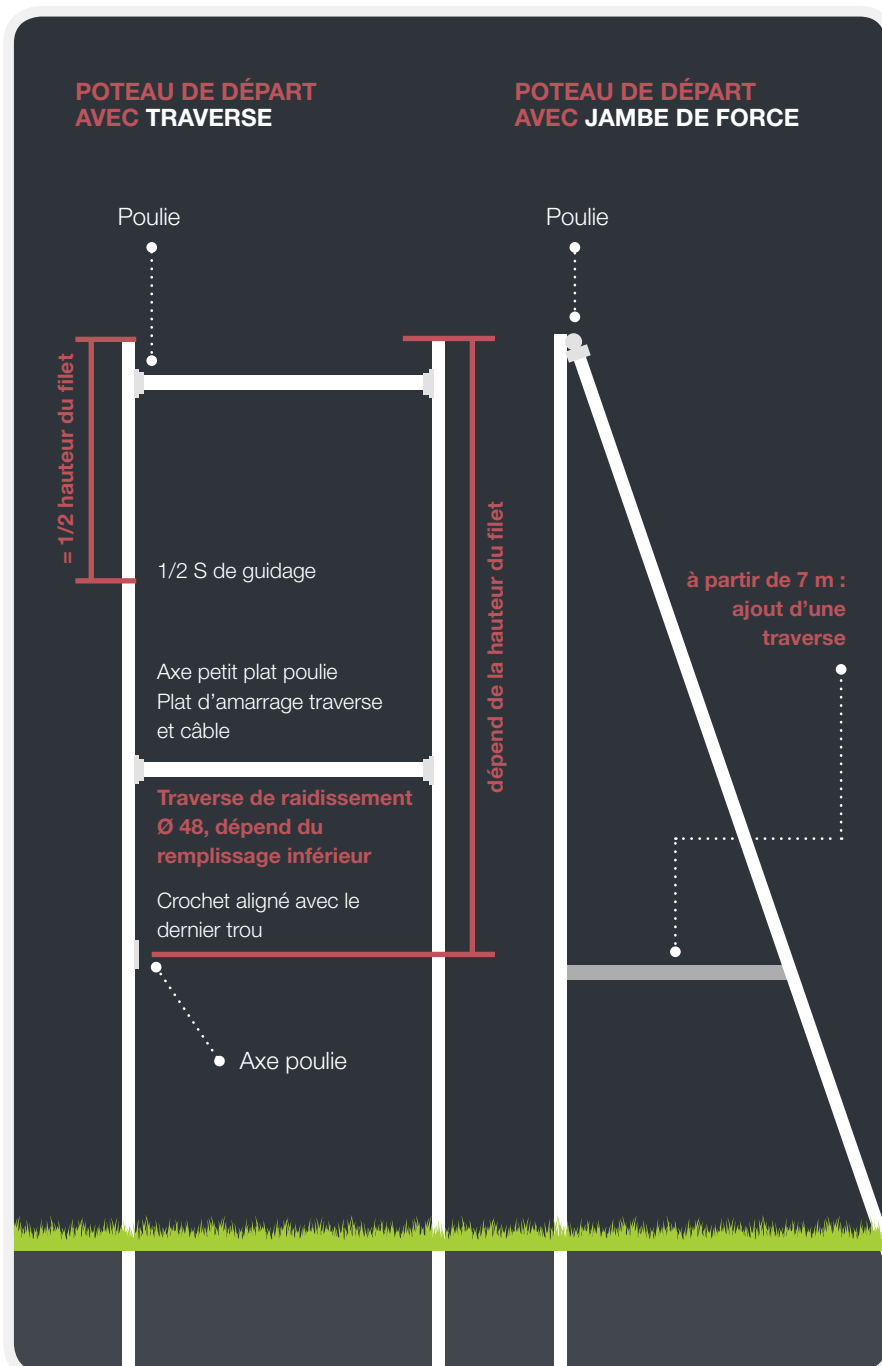 POTEAU DE DÉPART
AVEC TRAVERSE
Poulie
= 1/2 hauteur du filet
1/2 S de guidage
Axe petit plat poulie
Plat d’amarrage traverse
et câble
Traverse de raidissement
Ø 48, dépend du
remplissage inférieur
Crochet aligné avec le
dernier trou
Axe poulie
dépend de la hauteur du filet
POTEAU DE DÉPART
AVEC JAMBE DE FORCE
Poulie
à partir de 7 m :
ajout d’une
traverse